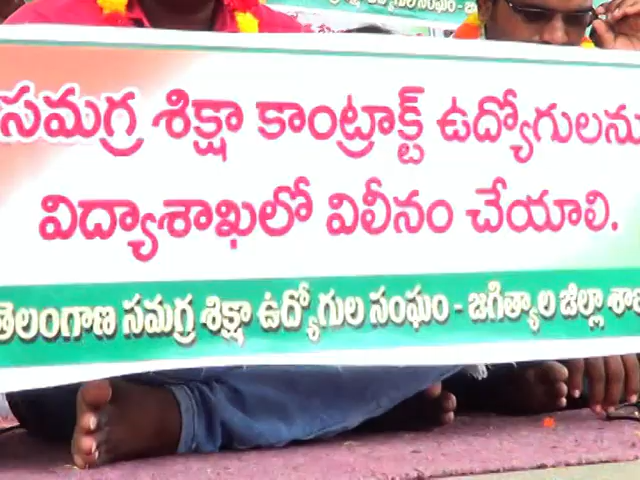 సమగ్ర శిక్షా కాంట్రాక్ట్ ఉద్యోగులను
విద్యాశాఖలో విలీనం చేయాలి.
తెలంగాణ సమగ్ర శిక్షా ఉద్యోగుల సంఘం - జగిత్యాల జిల్లా